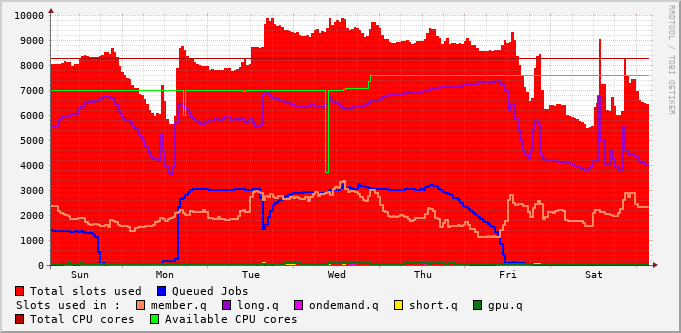 10000
9000
8000
7000
6000
5000
4000
3000
2000
1000
0
Sun Mon Tue Wed Thu Fri Sat
RRDTOOL / TOBI OETIKER
Total slots used Queued Jobs
Slots used in : member.q long.q ondemand.q short.q gpu.q
Total CPU cores Available CPU cores